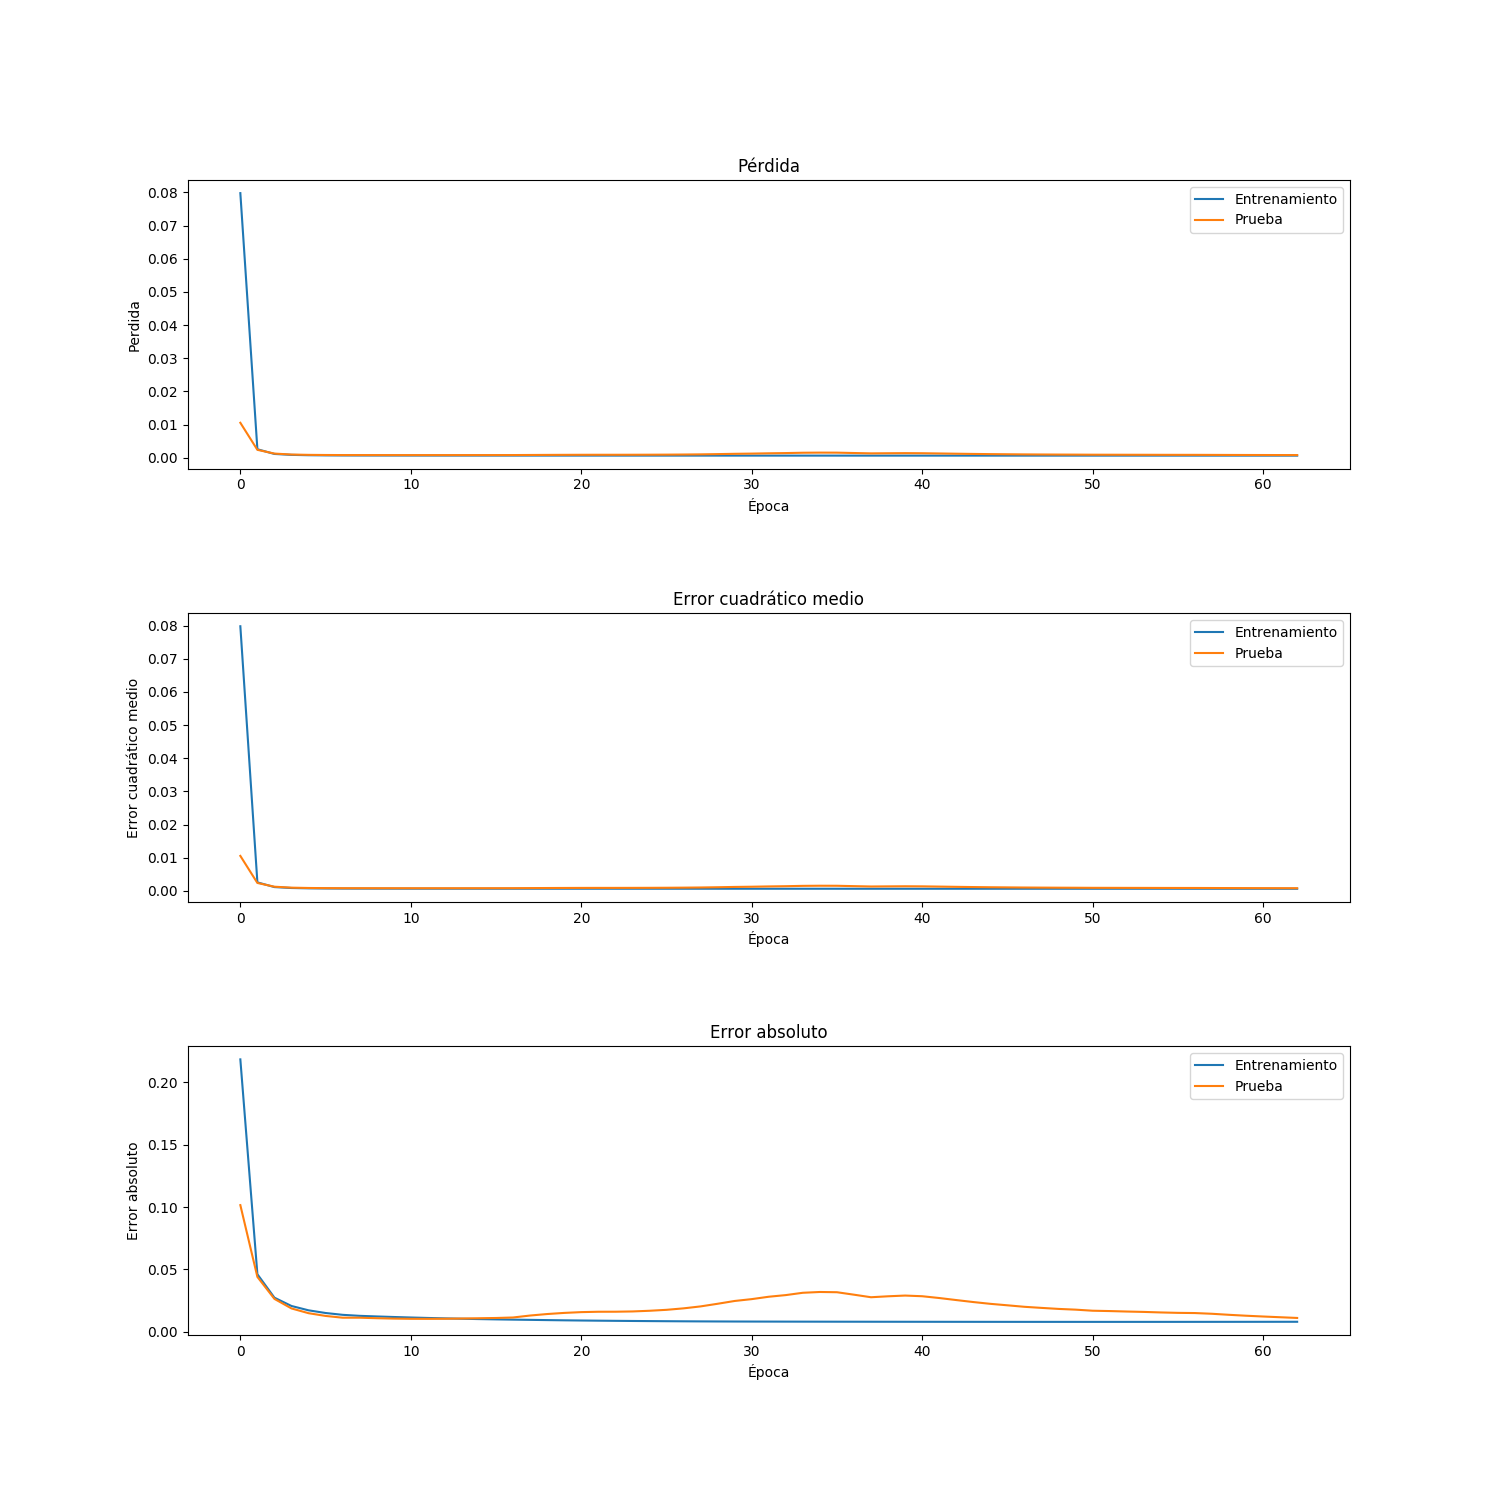 Pérdida
0.08
0.07
0.06
0.05
0.04
0.03
0.02
0.01
0.00
Perdida
Entrenamiento
Prueba
0 10 20 30 40 50 60
Época
Error cuadrático medio
0.08
0.07
0.06
0.05
0.04
0.03
0.02
0.01
0.00
Error cuadrático medio
Entrenamiento
Prueba
0 10 20 30 40 50 60
Época
Error absoluto
0.20
0.15
0.10
0.05
0.00
Error absoluto
Entrenamiento
Prueba
0 10 20 30 40 50 60
Época